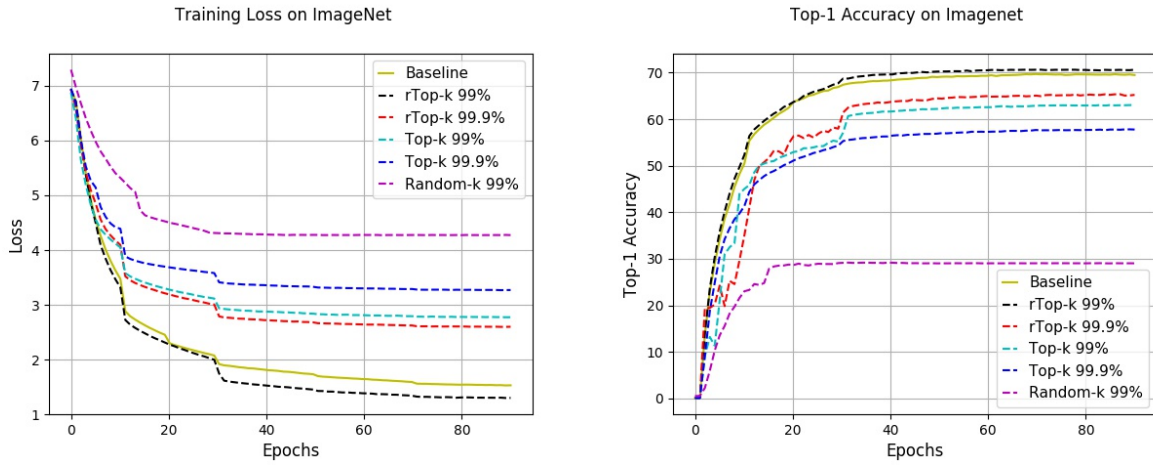 Training Loss on ImageNet
7
6
5
4
3
2
1
Loss
0
20
40
60
80
Epochs
Baseline
rTop-k 99%
rTop-k 99.9%
Top-k 99%
Top-k 99.9%
Random-k 99%
Top-1 Accuracy on Imagenet
70
60
50
40
30
20
10
0
Top-1 Accuracy
0
20
40
60
80
Epochs
Baseline
rTop-k 99%
rTop-k 99.9%
Top-k 99%
Top-k 99.9%
Random-k 99%